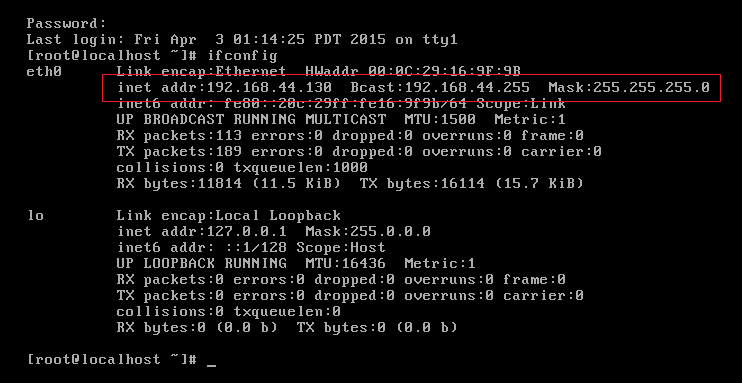 Password:
Last login: Fri Apr  3 01:14:25 PDT 2015 on tty1
[root@localhost ~]# ifconfig
eth0      Link encap:Ethernet  HWaddr 00:0C:29:16:9F:9B
          inet addr:192.168.44.130  Bcast:192.168.44.255  Mask:255.255.255.0
          inet6 addr: fe80::20c:29ff:fe16:9f9b/64 Scope:Link
          UP BROADCAST RUNNING MULTICAST  MTU:1500  Metric:1
          RX packets:113 errors:0 dropped:0 overruns:0 frame:0
          TX packets:189 errors:0 dropped:0 overruns:0 carrier:0
          collisions:0 txqueuelen:1000
          RX bytes:11814 (11.5 KiB)  TX bytes:16114 (15.7 KiB)
lo        Link encap:Local Loopback
          inet addr:127.0.0.1  Mask:255.0.0.0
          inet6 addr: ::1/128 Scope:Host
          UP LOOPBACK RUNNING  MTU:16436  Metric:1
          RX packets:0 errors:0 dropped:0 overruns:0 frame:0
          TX packets:0 errors:0 dropped:0 overruns:0 carrier:0
          collisions:0 txqueuelen:0
          RX bytes:0 (0.0 b)  TX bytes:0 (0.0 b)
[root@localhost ~]# _